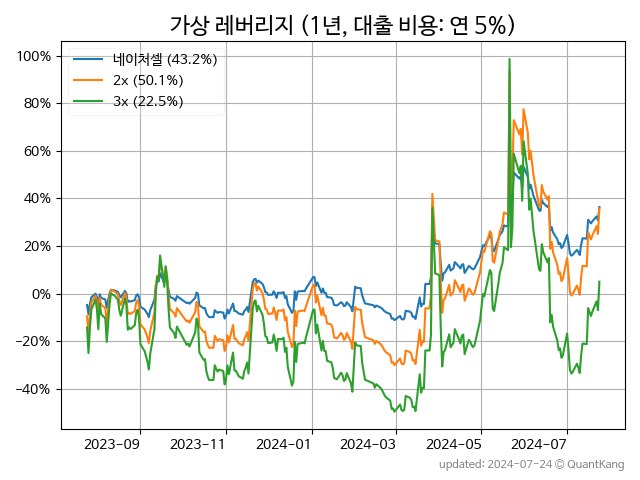 가상 레버리지 (1년, 대출 비용: 연 5%)
네이처셀 (43.2%)
2x (50.1%)
3x (22.5%)
100%
80%
60%
40%
20%
0%
−20%
−40%
2023-09
2023-11
2024-01
2024-03
2024-05
2024-07
updated: 2024-07-24 © QuantKang